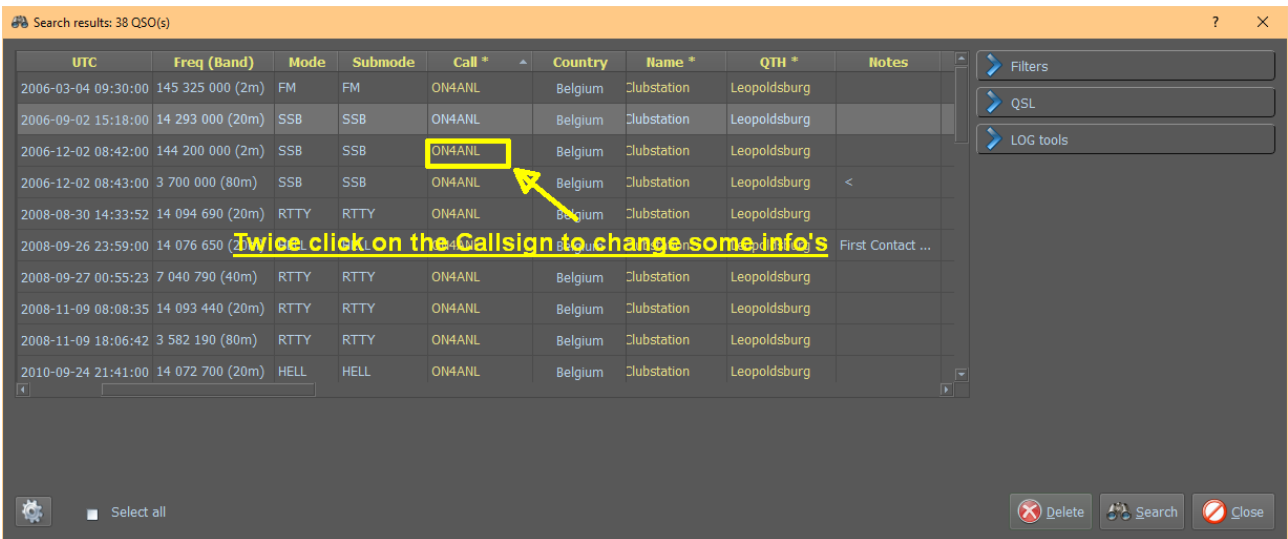 Search results: 38 QSO(s) ?
UTC Freq (Band) Mode Submode Call * Country Name * QTH * Notes
2006-03-04 09:30:00 145 325 000 (2m) FM FM ON4ANL Belgium Clubstation Leopoldsburg
2006-09-02 15:18:00 14 293 000 (20m) SSB SSB ON4ANL Belgium Clubstation Leopoldsburg
2006-12-02 08:42:00 144 200 000 (2m) SSB SSB ON4ANL Belgium Clubstation Leopoldsburg
2006-12-02 08:43:00 3 700 000 (80m) SSB SSB ON4ANL Belgium Clubstation Leopoldsburg <
2008-08-30 14:33:52 14 094 690 (20m) RTTY RTTY ON4ANL Belgium Clubstation Leopoldsburg
2008-09-26 23:59:00 14 076 650 First Contact ...
Twice click on the Callsign to change some info's
2008-09-27 00:55:23 7 040 790 (40m) RTTY RTTY ON4ANL Belgium Clubstation Leopoldsburg
2008-11-09 08:08:35 14 093 440 (20m) RTTY RTTY ON4ANL Belgium Clubstation Leopoldsburg
2008-11-09 18:06:42 3 582 190 (80m) RTTY RTTY ON4ANL Belgium Clubstation Leopoldsburg
2010-09-24 21:41:00 14 072 700 (20m) HELL HELL ON4ANL Belgium Clubstation Leopoldsburg
Filters
QSL
LOG tools
Select all
Delete Search Close